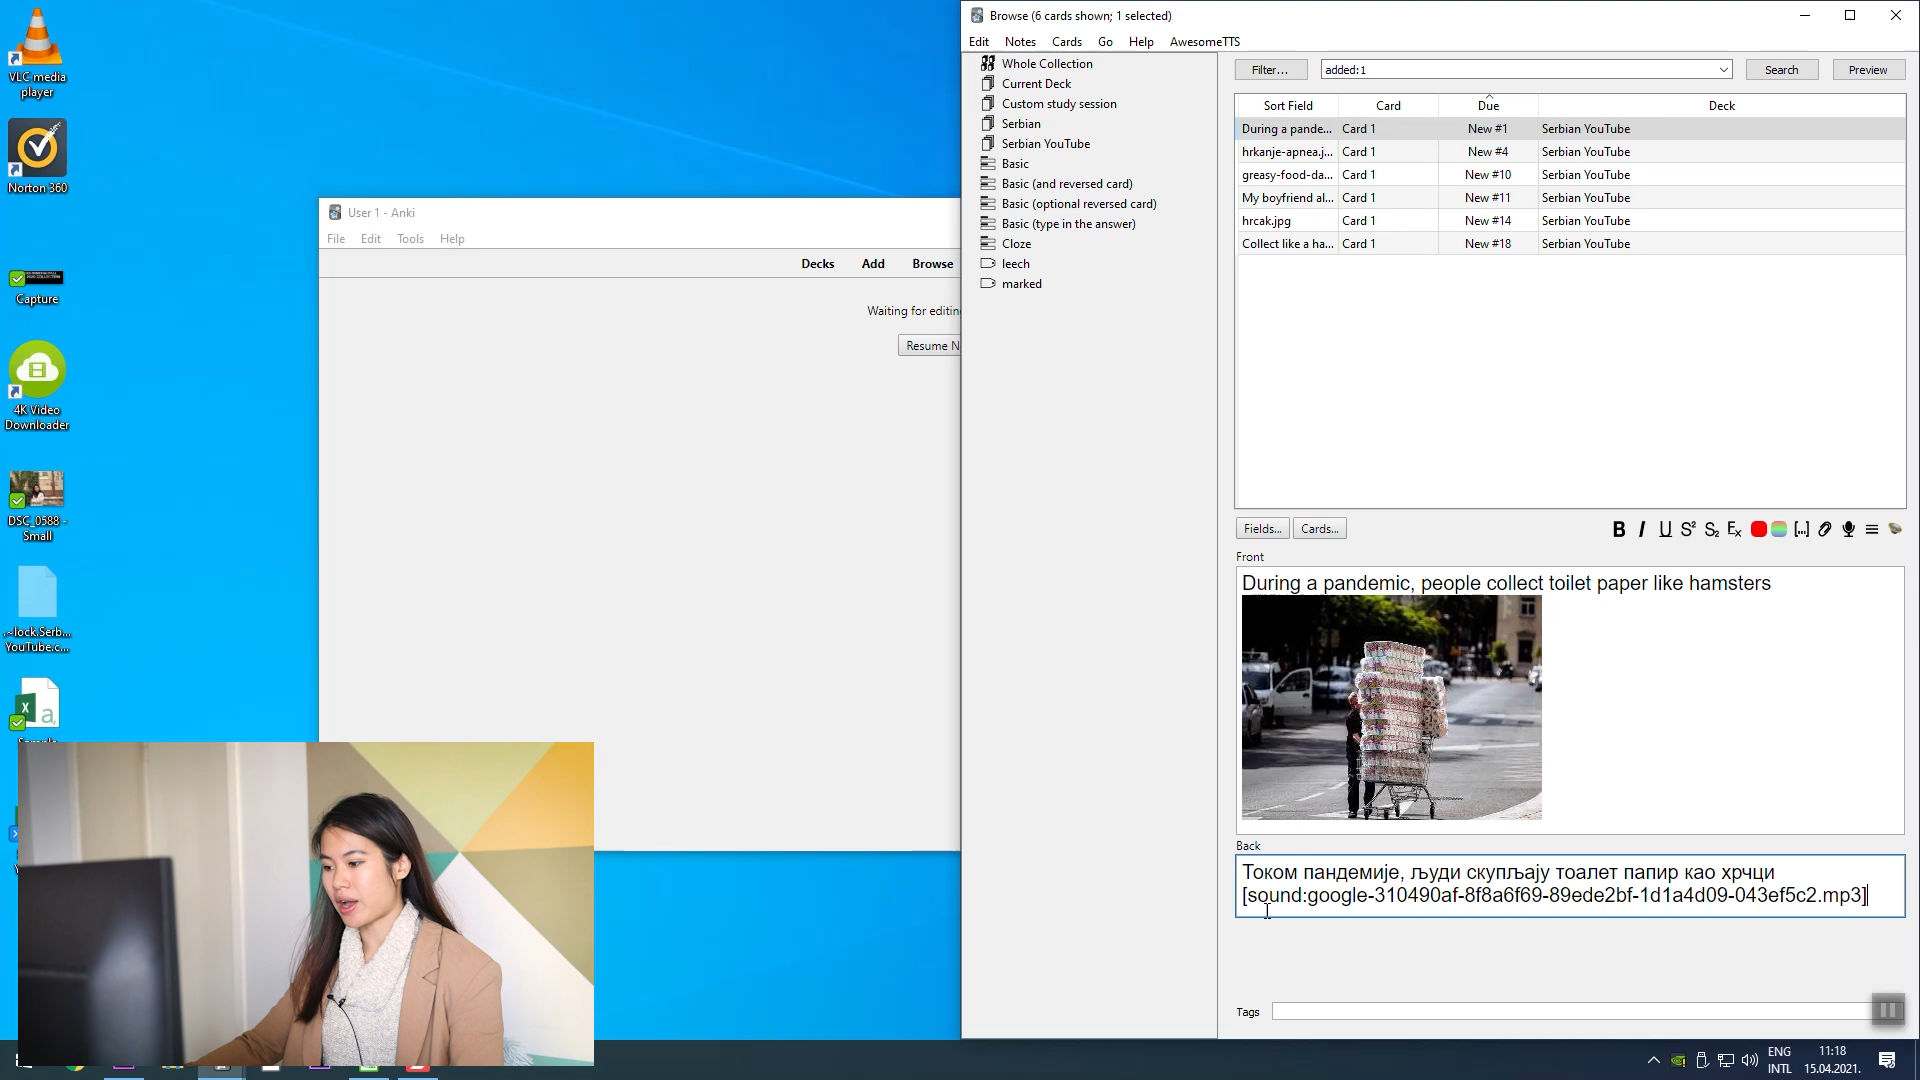 VLC media
player
Norton 360
Capture
4K Video
Downloader
DSC_0588 -
Small
.~lock.Serb...
YouTube.c...
User 1 - Anki
File Edit Tools Help
Decks Add Browse
Waiting for editin
Resume N
Browse (6 cards shown; 1 selected)
Edit Notes Cards Go Help AwesomeTTS
Whole Collection
Current Deck
Custom study session
Serbian
Serbian YouTube
Basic
Basic (and reversed card)
Basic (optional reversed card)
Basic (type in the answer)
Cloze
leech
marked
Filter... added:1 Search Preview
Sort Field Card Due Deck
During a pande... Card 1 New #1 Serbian YouTube
hrkanje-apnea.j... Card 1 New #4 Serbian YouTube
greasy-food-da... Card 1 New #10 Serbian YouTube
My boyfriend al... Card 1 New #11 Serbian YouTube
hrcak.jpg Card 1 New #14 Serbian YouTube
Collect like a ha... Card 1 New #18 Serbian YouTube
Fields... Cards...
Front
During a pandemic, people collect toilet paper like hamsters
Back
Током пандемије, људи скупљају тоалет папир као хрчци
[sound:google-310490af-8f8a6f69-89ede2bf-1d1a4d09-043ef5c2.mp3]
Tags
ENG
INTL
11:18
15.04.2021.